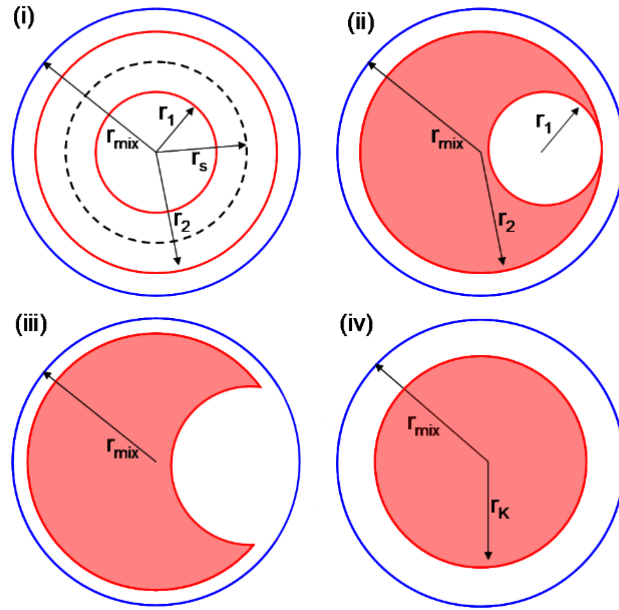 (i)
r1
rmix
rs
r2
(ii)
r1
rmix
r2
(iii)
rmix
(iv)
rmix
rK